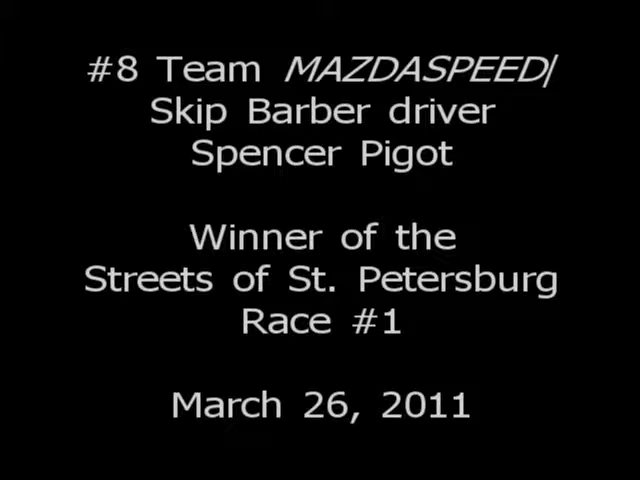 #8 Team MAZDASPEED/
Skip Barber driver
Spencer Pigot
Winner of the
Streets of St. Petersburg
Race #1
March 26, 2011